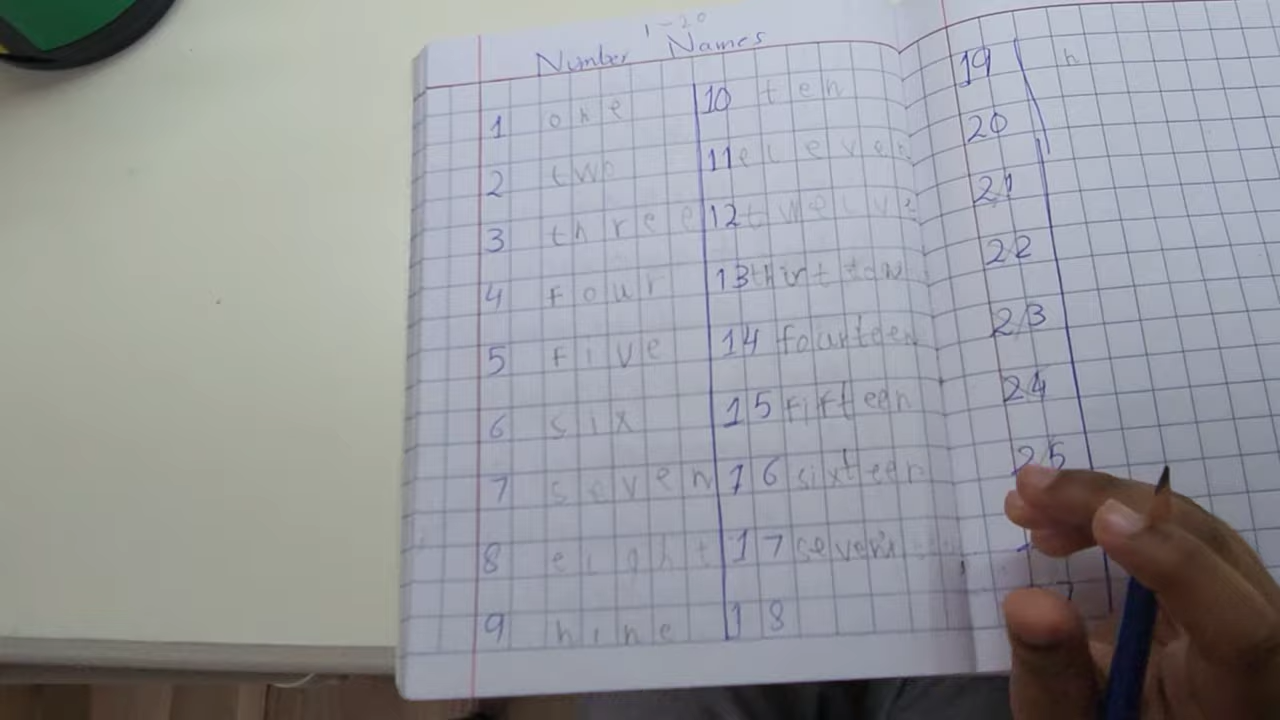 1-20
Number Names
1 one
2 two
3 three
4 four
5 five
6 six
7 seven
8 eight
9 nine
10 ten
11 eleven
12 twelve
13
14 fourteen
15 fifteen
16 sixteen
17
18
19 n
20
21
22
23
24
25